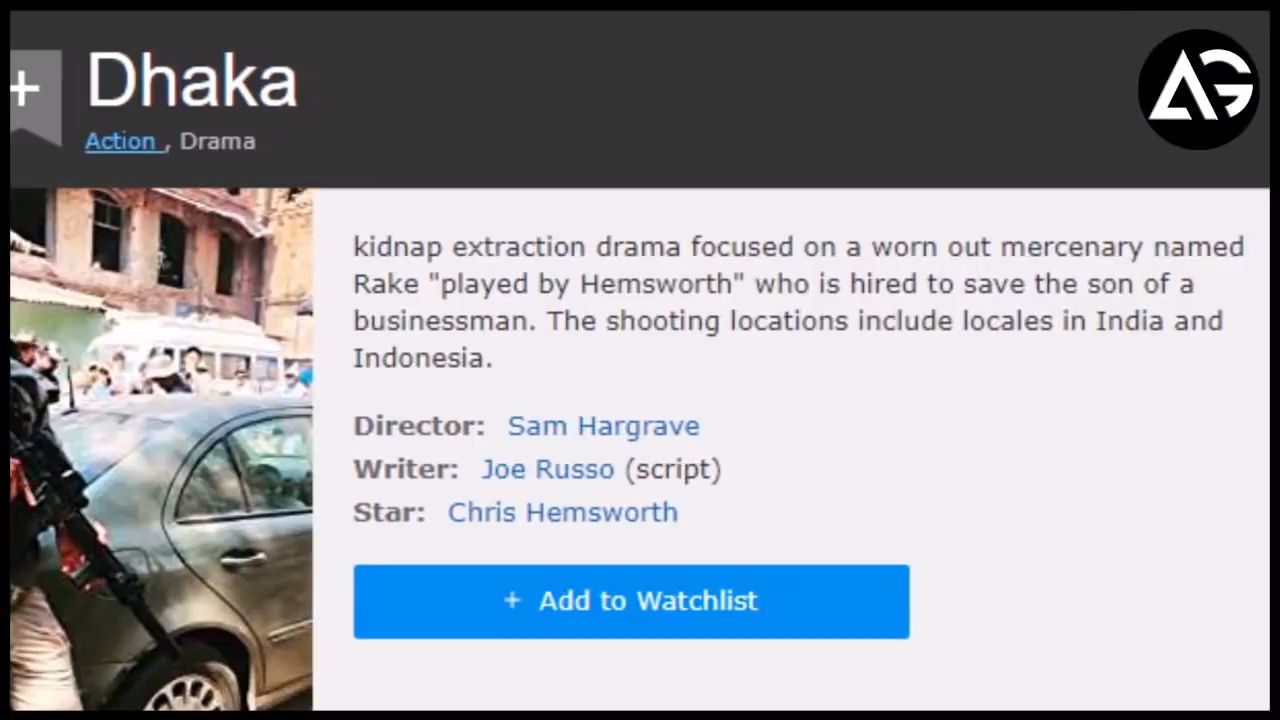 +
Dhaka
AG
Action , Drama
kidnap extraction drama focused on a worn out mercenary named
Rake "played by Hemsworth" who is hired to save the son of a
businessman. The shooting locations include locales in India and
Indonesia.
Director: Sam Hargrave
Writer: Joe Russo (script)
Star: Chris Hemsworth
+ Add to Watchlist